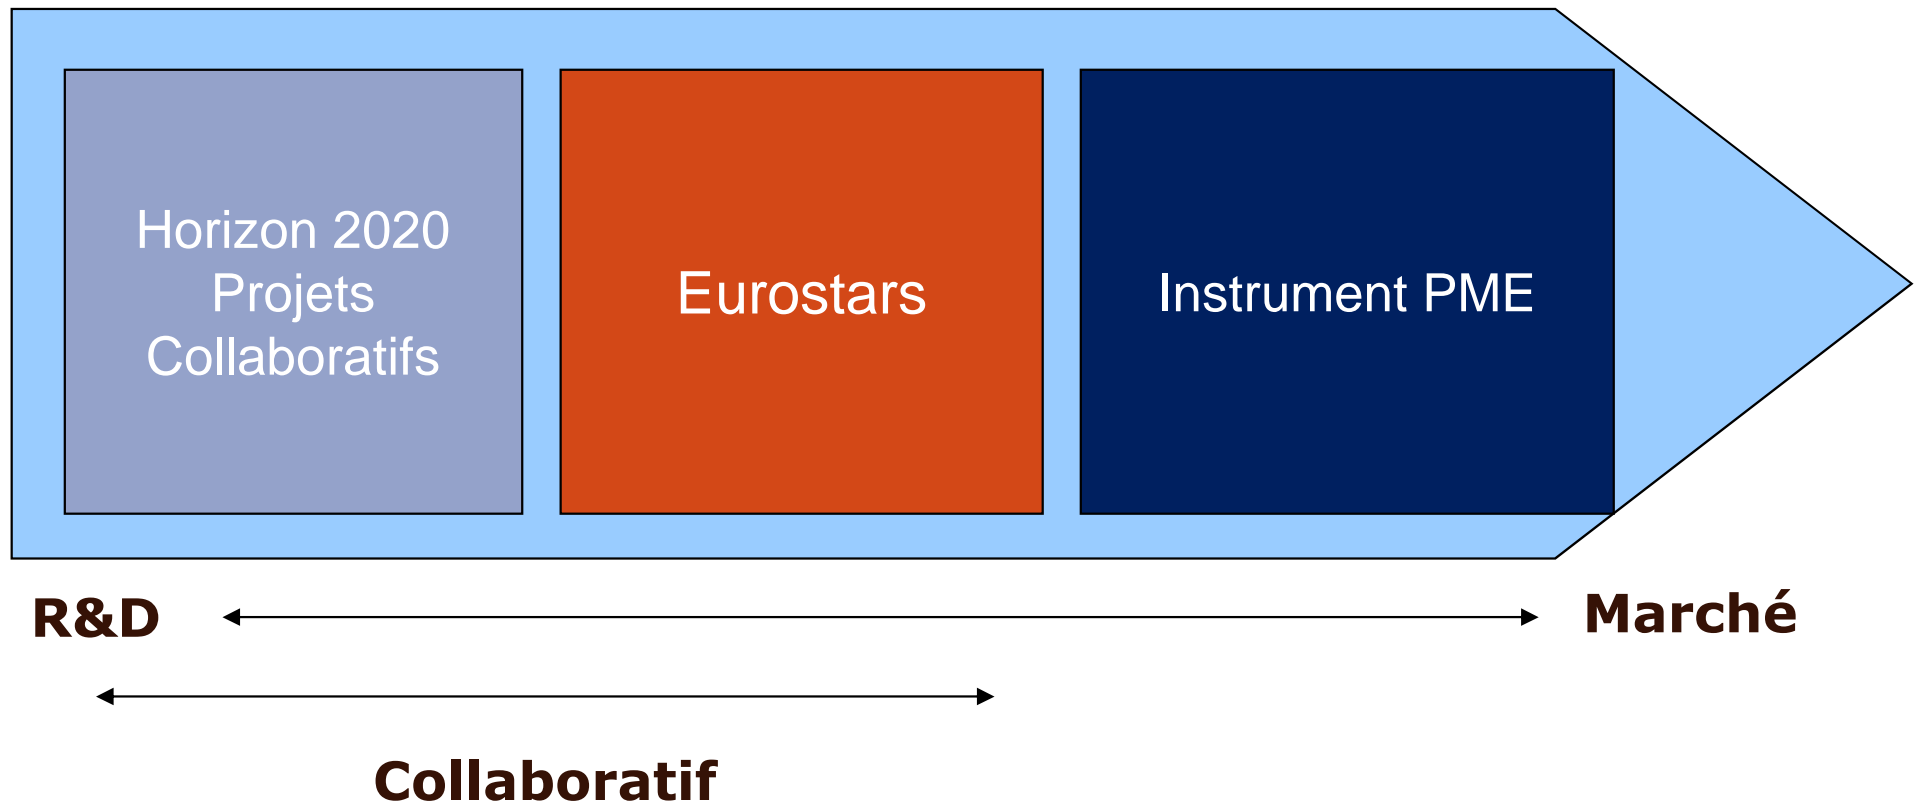 Horizon 2020
Projets
Collaboratifs
Eurostars
Instrument PME
R&D
Marché
Collaboratif